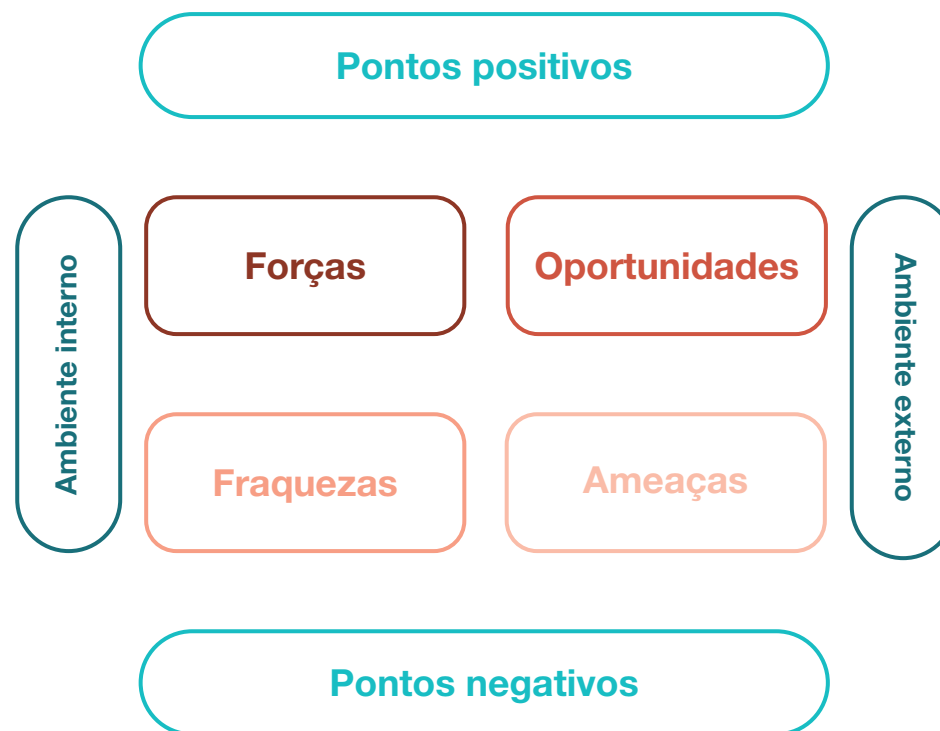 Pontos positivos
Ambiente interno
Forças
Oportunidades
Ambiente externo
Fraquezas
Ameaças
Pontos negativos